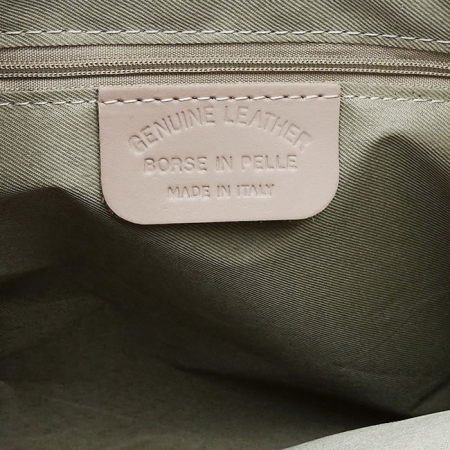 GENUINE LEATHER
BORSE IN PELLE
MADE IN ITALY